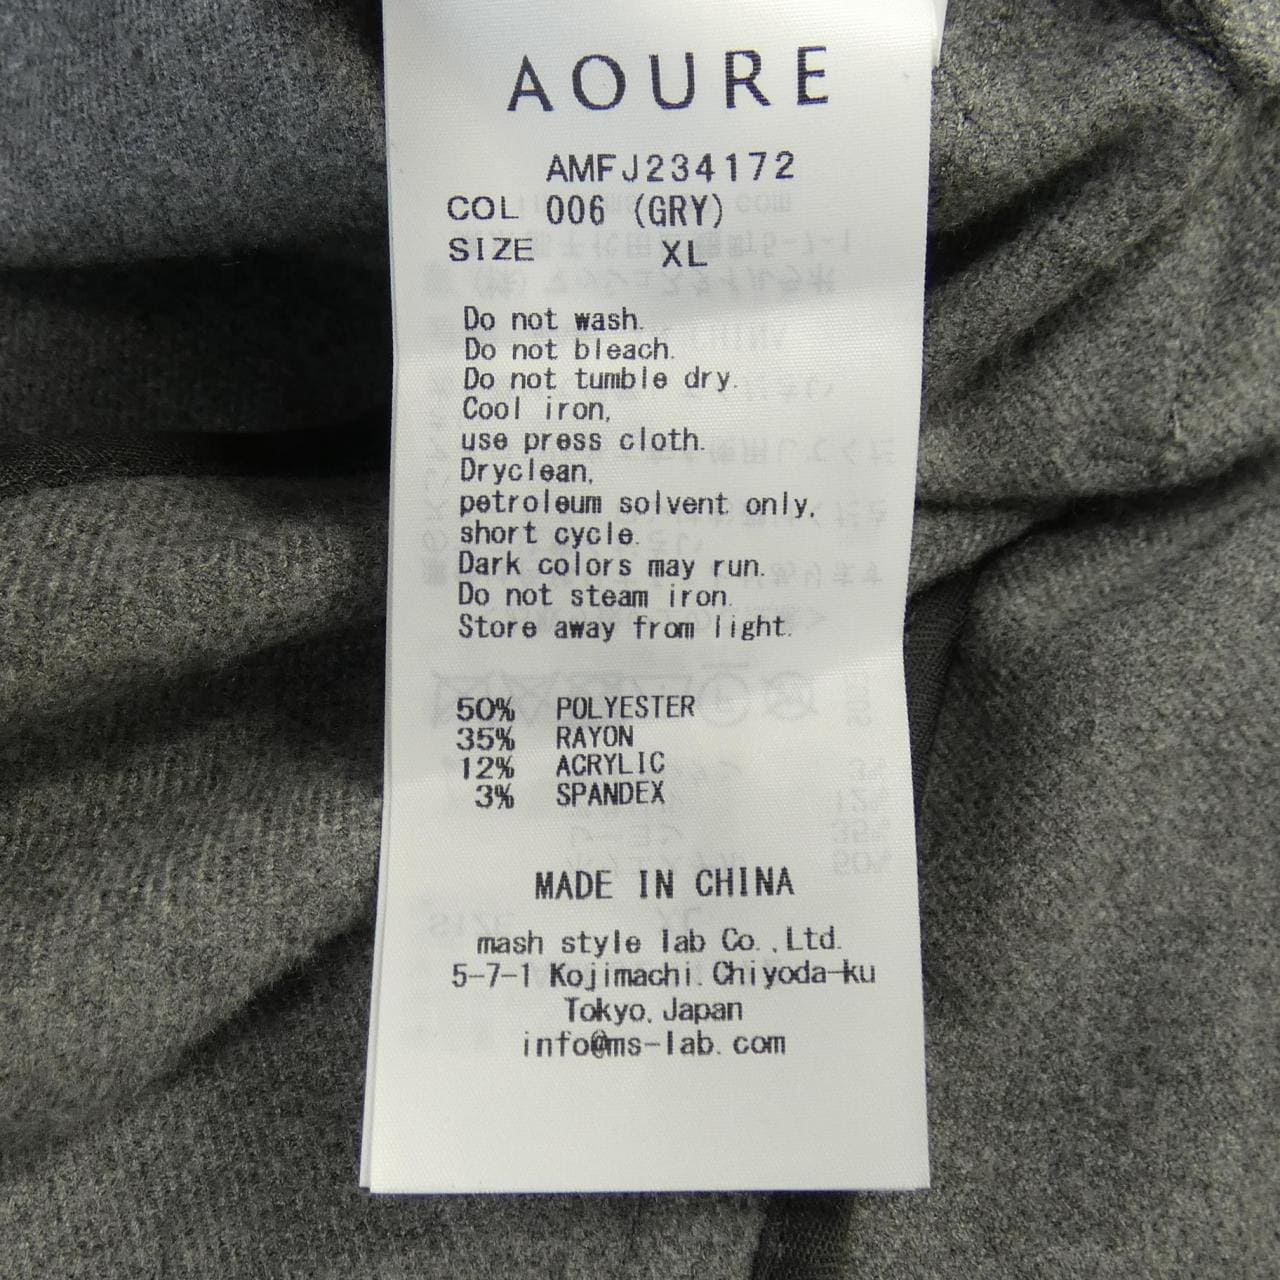 AOURE
AMFJ234172
COL 006 (GRY)
SIZE XL
Do not wash.
Do not bleach.
Do not tumble dry.
Cool iron,
use press cloth.
Dryclean,
petroleum solvent only,
short cycle.
Dark colors may run.
Do not steam iron.
Store away from light.
50% POLYESTER
35% RAYON
12% ACRYLIC
3% SPANDEX
MADE IN CHINA
mash style lab Co.,Ltd.
5-7-1 Kojimachi. Chiyoda-ku
Tokyo, Japan
info@ms-lab.com